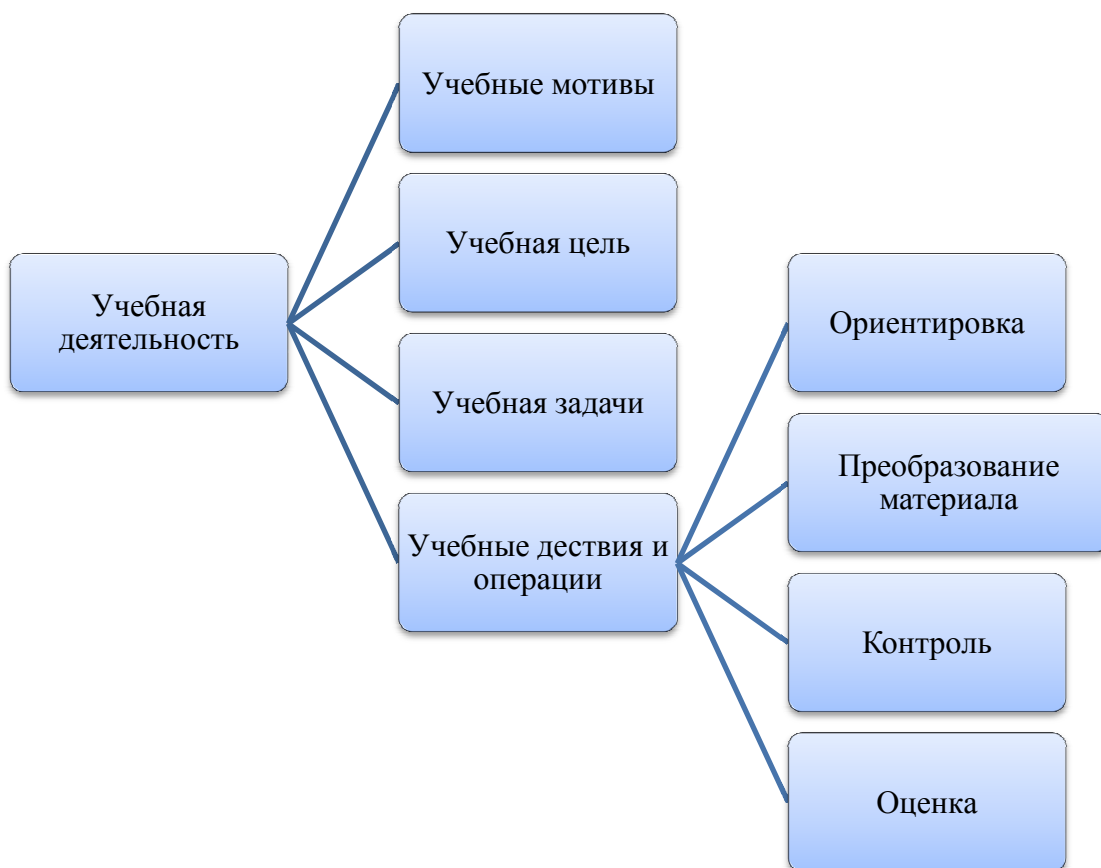 Учебная
деятельность
Учебные мотивы
Учебная цель
Учебная задачи
Учебные дествия и
операции
Ориентировка
Преобразование
материала
Контроль
Оценка